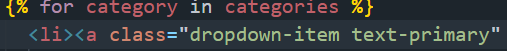 {% for category in categories %}
<li><a class="dropdown-item text-primary"